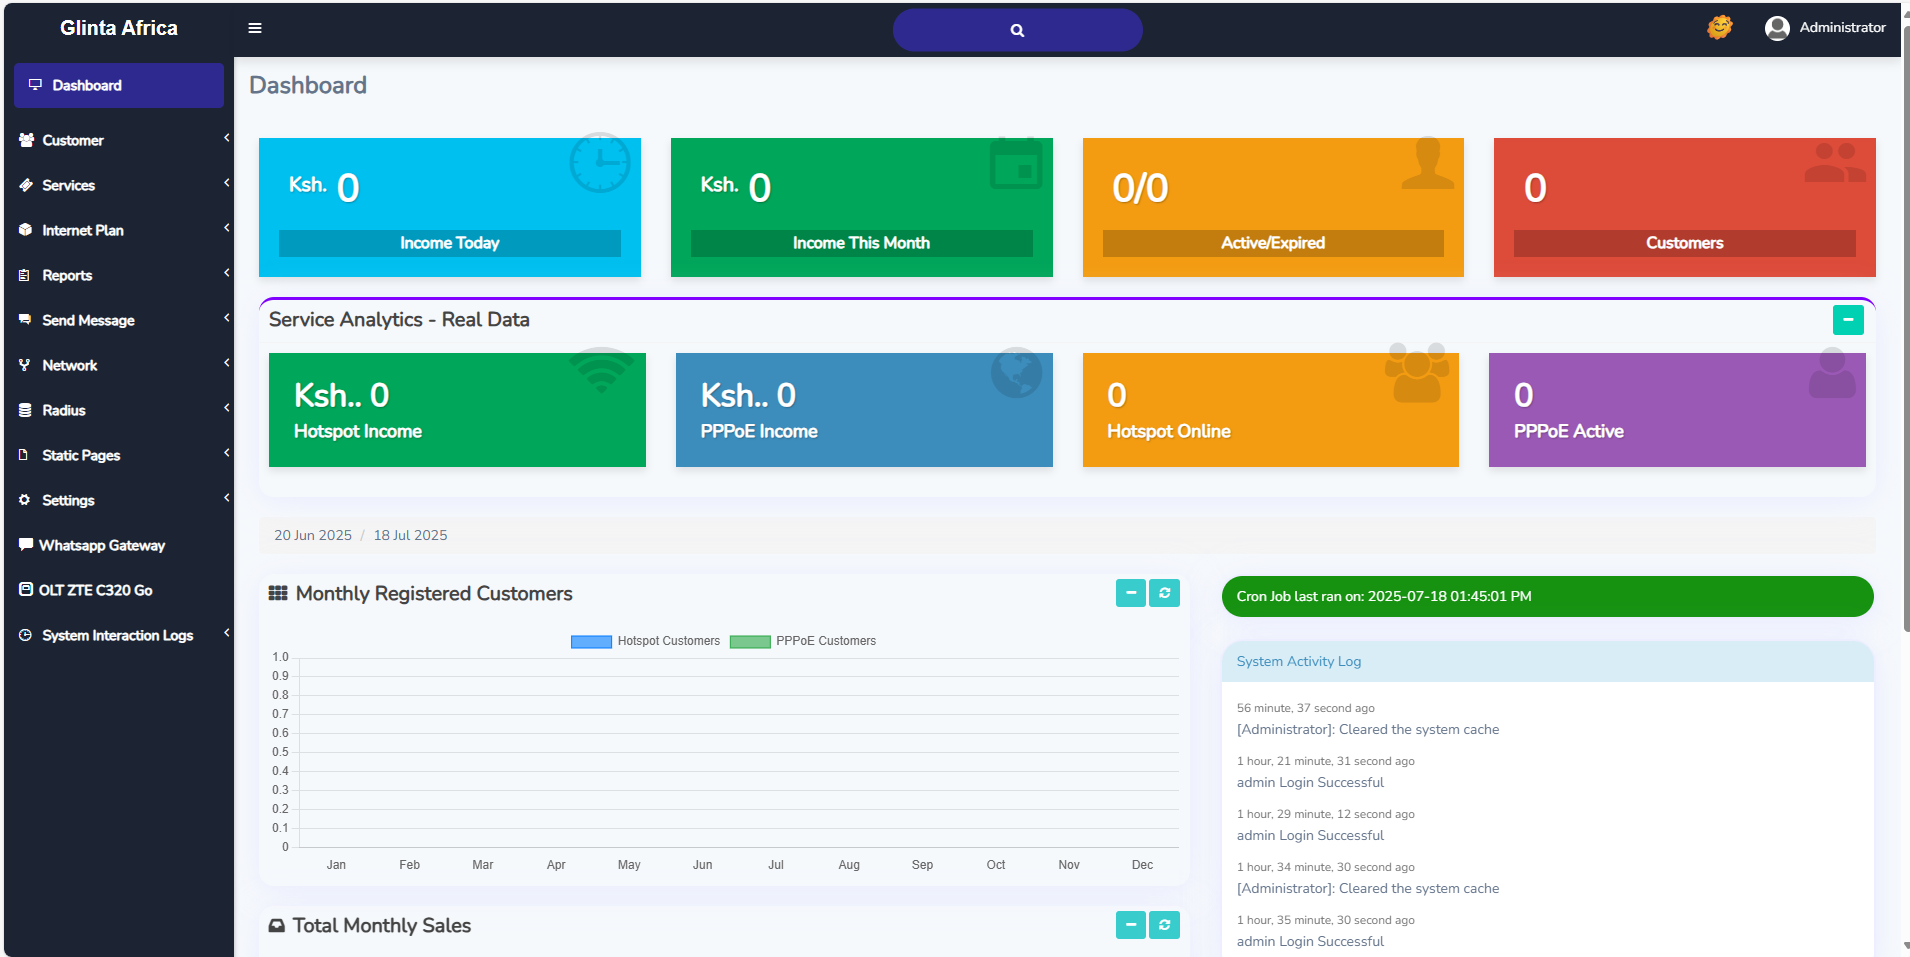 Glinta Africa
Administrator
Dashboard
Customer
Services
Internet Plan
Reports
Send Message
Network
Radius
Static Pages
Settings
Whatsapp Gateway
OLT ZTE C320 Go
System Interaction Logs
Dashboard
Ksh. 0
Income Today
Ksh. 0
Income This Month
0/0
Active/Expired
0
Customers
Service Analytics - Real Data
Ksh.. 0
Hotspot Income
Ksh.. 0
PPPoE Income
0
Hotspot Online
0
PPPoE Active
20 Jun 2025 / 18 Jul 2025
Monthly Registered Customers
Hotspot Customers PPPoE Customers
1.0
0.9
0.8
0.7
0.6
0.5
0.4
0.3
0.2
0.1
0
Jan Feb Mar Apr May Jun Jul Aug Sep Oct Nov Dec
Total Monthly Sales
Cron Job last ran on: 2025-07-18 01:45:01 PM
System Activity Log
56 minute, 37 second ago
[Administrator]: Cleared the system cache
1 hour, 21 minute, 31 second ago
admin Login Successful
1 hour, 29 minute, 12 second ago
admin Login Successful
1 hour, 34 minute, 30 second ago
[Administrator]: Cleared the system cache
1 hour, 35 minute, 30 second ago
admin Login Successful